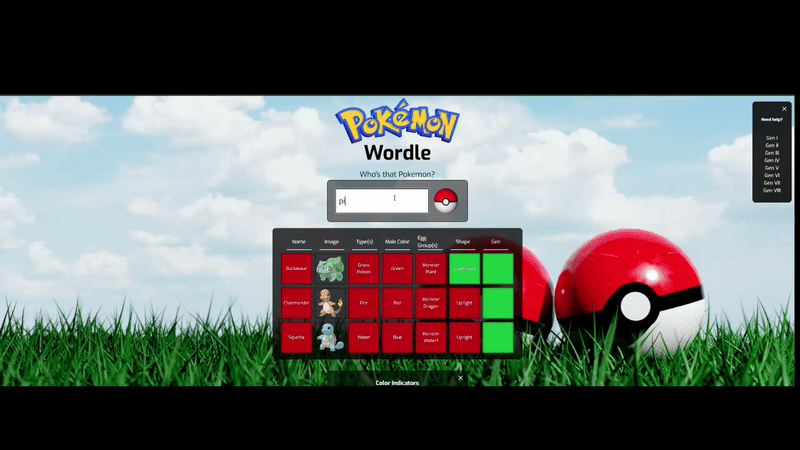 POKéMON
Wordle
Who's that Pokemon?
pi
Name Image Type(s) Main Color Egg Group(s) Shape Gen
Bulbasaur Grass Poison Green Monster Plant
Charmander Fire Red Monster Dragon Upright
Squirtle Water Blue Monster Water1 Upright
Color Indicators
Need help?
Gen I
Gen II
Gen III
Gen IV
Gen V
Gen VI
Gen VII
Gen VIII